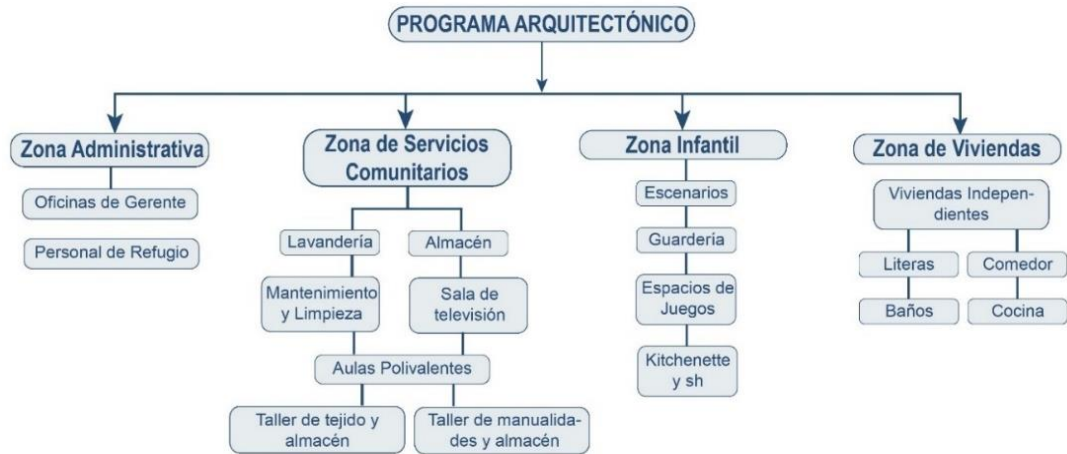 PROGRAMA ARQUITECTÓNICO
Zona Administrativa
Oficinas de Gerente
Personal de Refugio
Zona de Servicios
Comunitarios
Lavandería
Almacén
Mantenimiento
y Limpieza
Sala de
televisión
Aulas Polivalentes
Taller de tejido y
almacén
Taller de manualida-
des y almacén
Zona Infantil
Escenarios
Guardería
Espacios de
Juegos
Kitchenette
y sh
Zona de Viviendas
Viviendas Indepen-
dientes
Literas
Comedor
Baños
Cocina